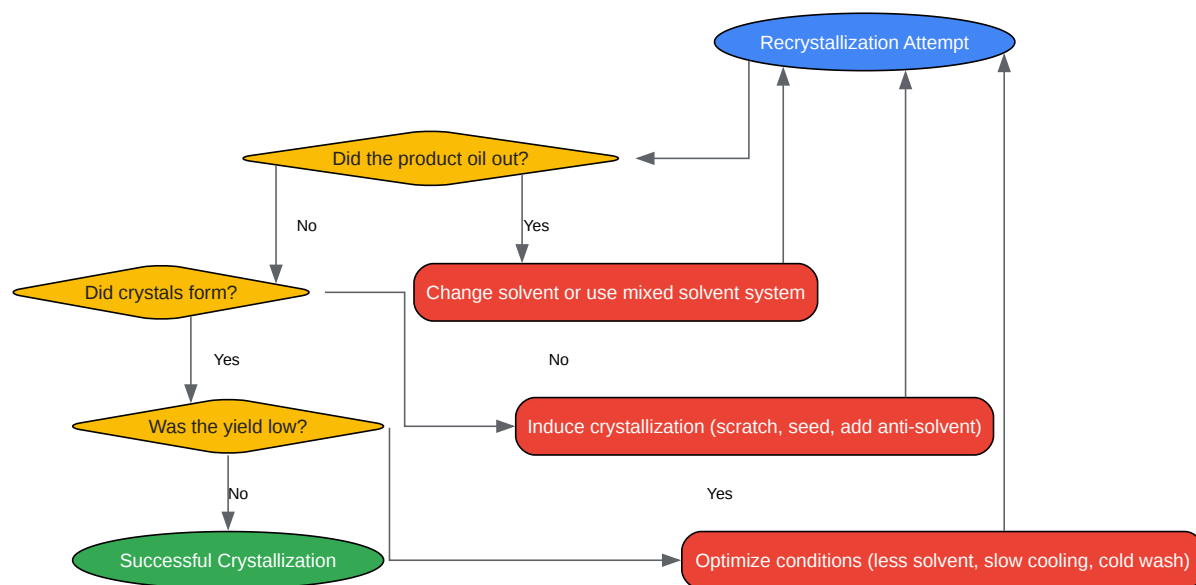 Recrystallization Attempt
Did the product oil out?
No
Yes
Did crystals form?
Change solvent or use mixed solvent system
Yes
No
Was the yield low?
Induce crystallization (scratch, seed, add anti-solvent)
No
Yes
Successful Crystallization
Optimize conditions (less solvent, slow cooling, cold wash)